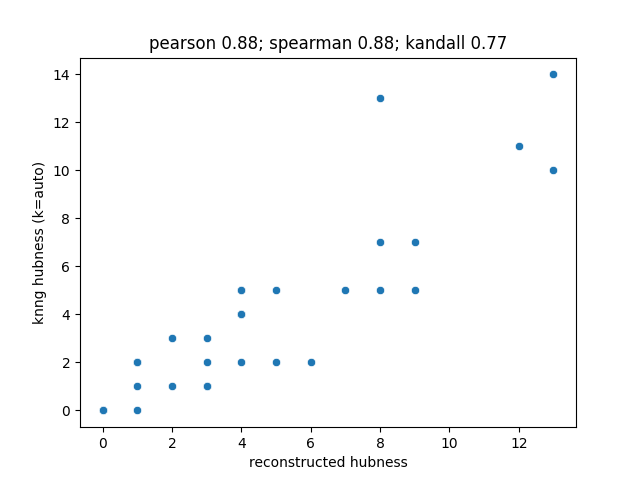 pearson 0.88; spearman 0.88; kandall 0.77
14
12
10
8
6
4
2
0
knng hubness (k=auto)
0 2 4 6 8 10 12
reconstructed hubness